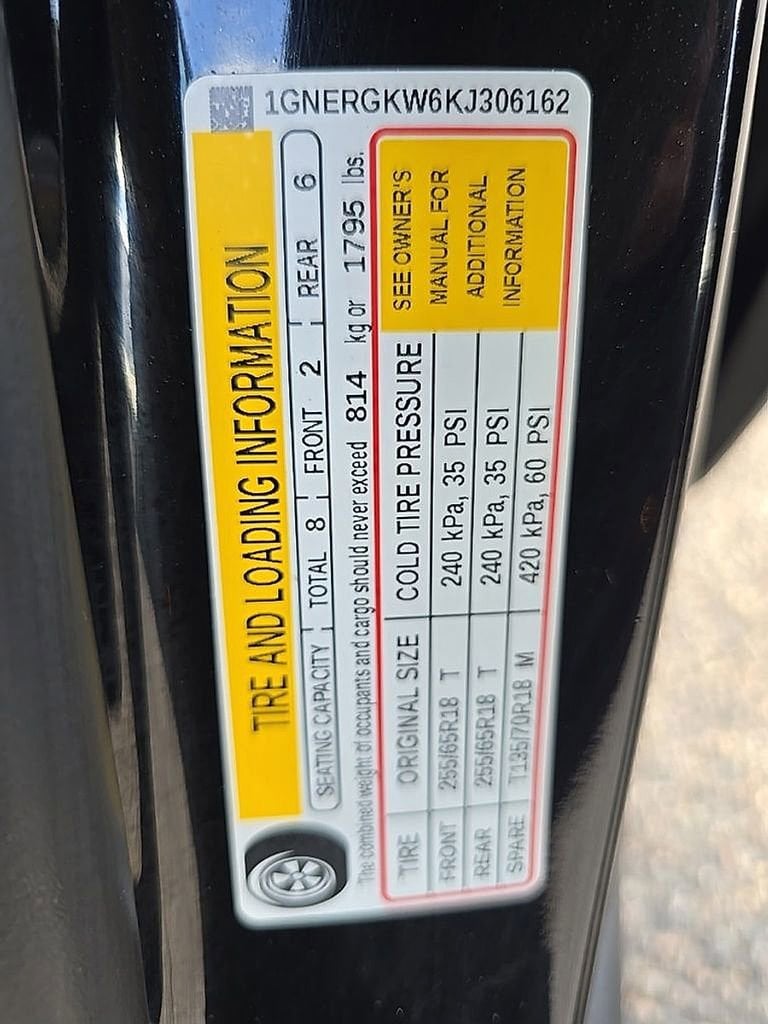 1GNERGKW6KJ306162
TIRE AND LOADING INFORMATION
SEATING CAPACITY TOTAL 8 FRONT 2 REAR 6
The combined weight of occupants and cargo should never exceed 814 kg or 1795 lbs.
TIRE ORIGINAL SIZE COLD TIRE PRESSURE
FRONT 255/65R18 T 240 kPa, 35 PSI
REAR 255/65R18 T 240 kPa, 35 PSI
SPARE T135/70R18 M 420 kPa, 60 PSI
SEE OWNER'S
MANUAL FOR
ADDITIONAL
INFORMATION